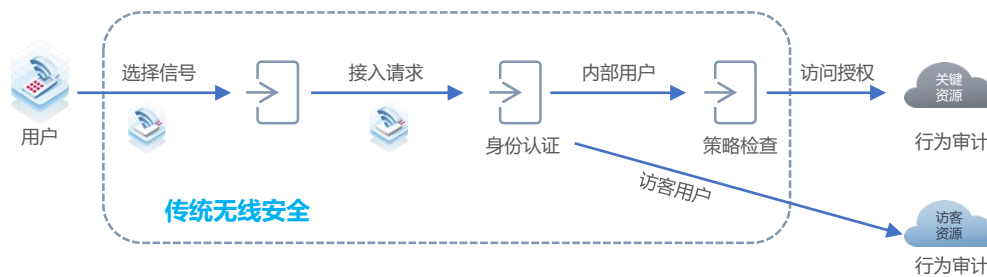 选择信号
接入请求
内部用户
访问授权
关键
资源
用户
身份认证
策略检查
行为审计
访客用户
传统无线安全
访客
资源
行为审计